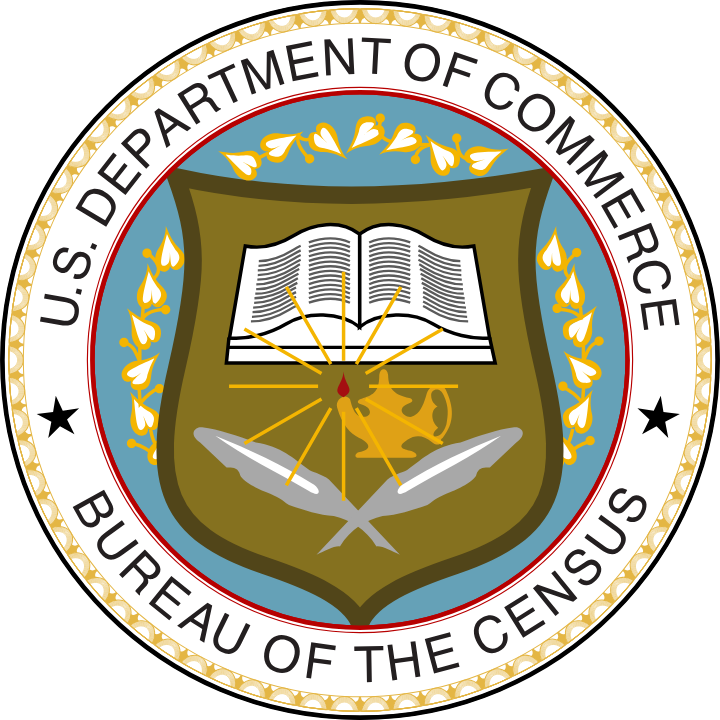 U.S. DEPARTMENT OF COMMERCE
BUREAU OF THE CENSUS